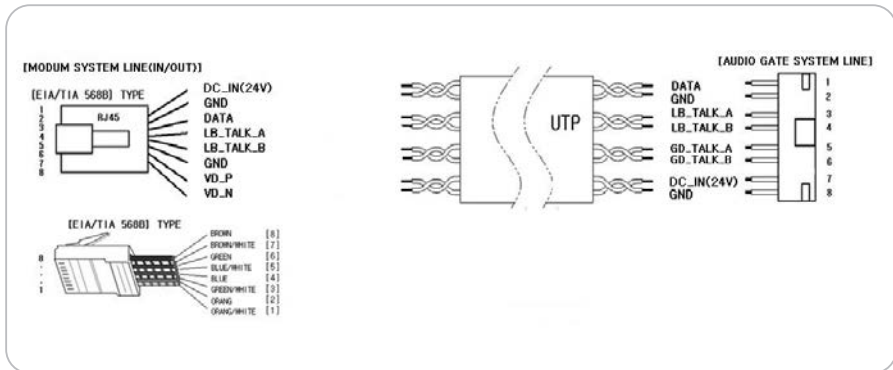 [MODUM SYSTEM LINE(IN/OUT)]
[EIA/TIA 568B] TYPE
1
2
3
4
5
6
7
8
RJ45
DC_IN(24V)
GND
DATA
LB_TALK_A
LB_TALK_B
GND
VD_P
VD_N
[EIA/TIA 568B] TYPE
8
.
.
.
1
BROWN [8]
BROWN/WHITE [7]
GREEN [6]
BLUE/WHITE [5]
BLUE [4]
GREEN/WHITE [3]
ORANG [2]
ORANG/WHITE [1]
UTP
[AUDIO GATE SYSTEM LINE]
DATA 1
GND 2
LB_TALK_A 3
LB_TALK_B 4
GD_TALK_A 5
GD_TALK_B 6
DC_IN(24V) 7
GND 8